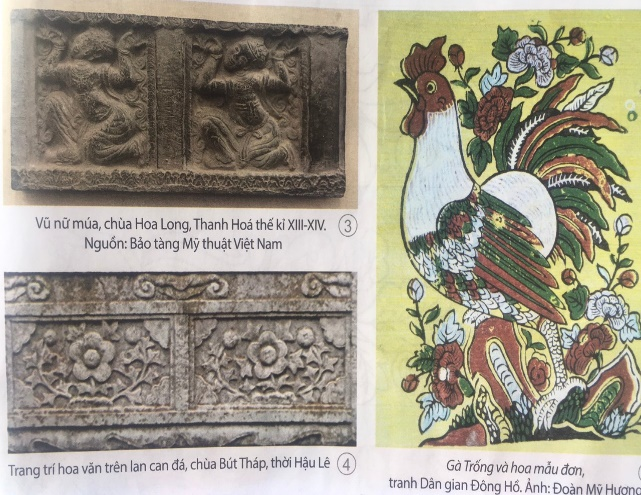 Vũ nữ múa, chùa Hoa Long, Thanh Hoá thế kỉ XIII-XIV. 3
Nguồn: Bảo tàng Mỹ thuật Việt Nam
Trang trí hoa văn trên lan can đá, chùa Bút Tháp, thời Hậu Lê 4
Gà Trống và hoa mẫu đơn,
tranh Dân gian Đông Hồ. Ảnh: Đoàn Mỹ Hương